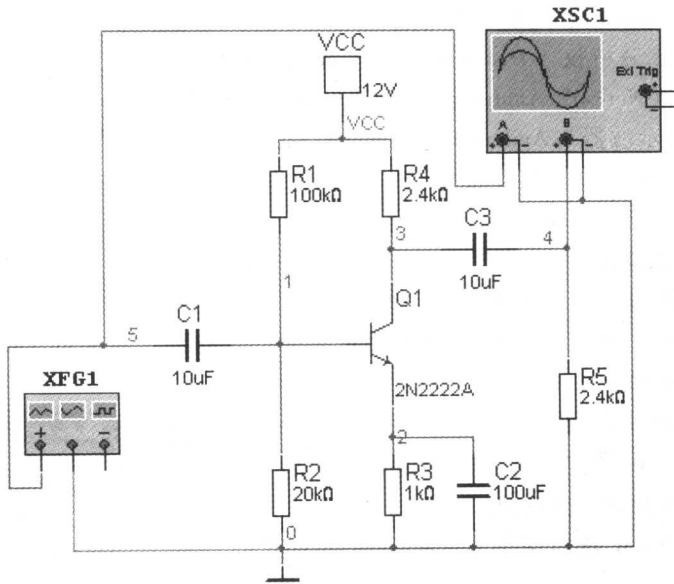 XSC1
VCC
12V
Ext Trig
+
−
VCC
A
B
+
−
+
−
R1
100kΩ
R4
2.4kΩ
3
C3
10uF
4
1
Q1
C1
5
10uF
2N2222A
XFG1
+
−
R5
2.4kΩ
2
R2
20kΩ
R3
1kΩ
C2
100uF
0